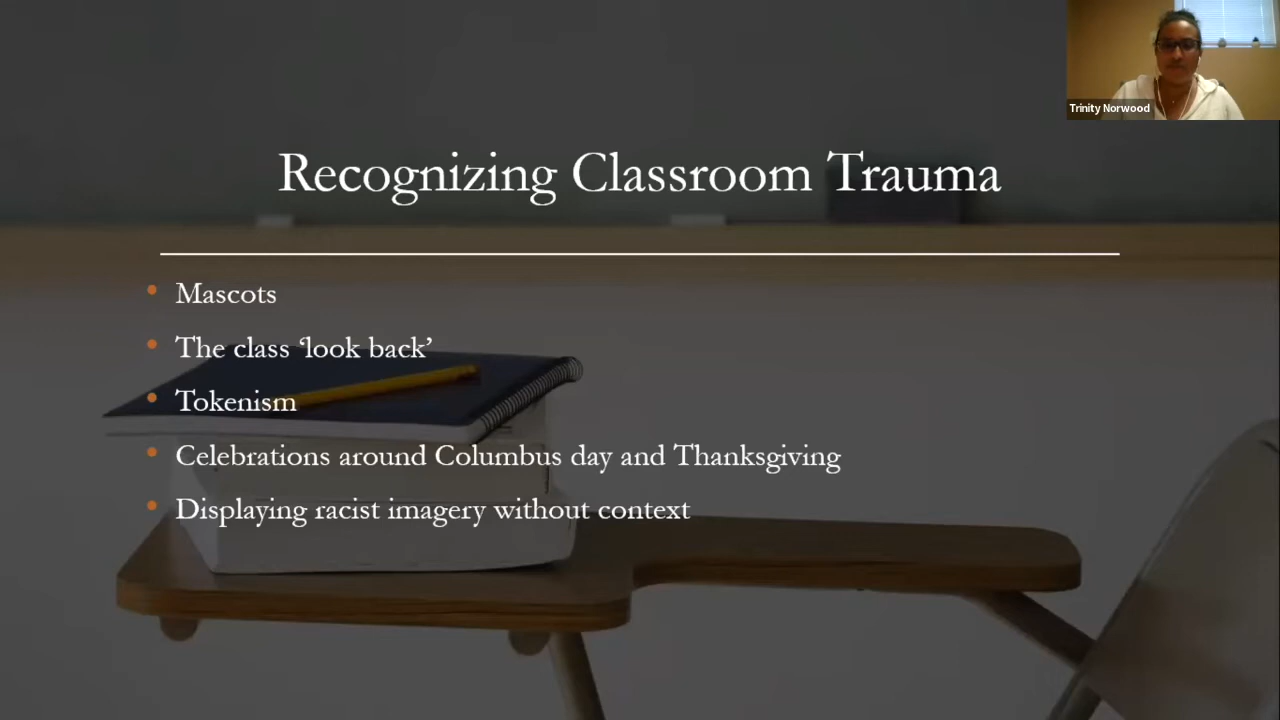 Trinity Norwood
Recognizing Classroom Trauma
• Mascots
• The class ‘look back’
• Tokenism
• Celebrations around Columbus day and Thanksgiving
• Displaying racist imagery without context